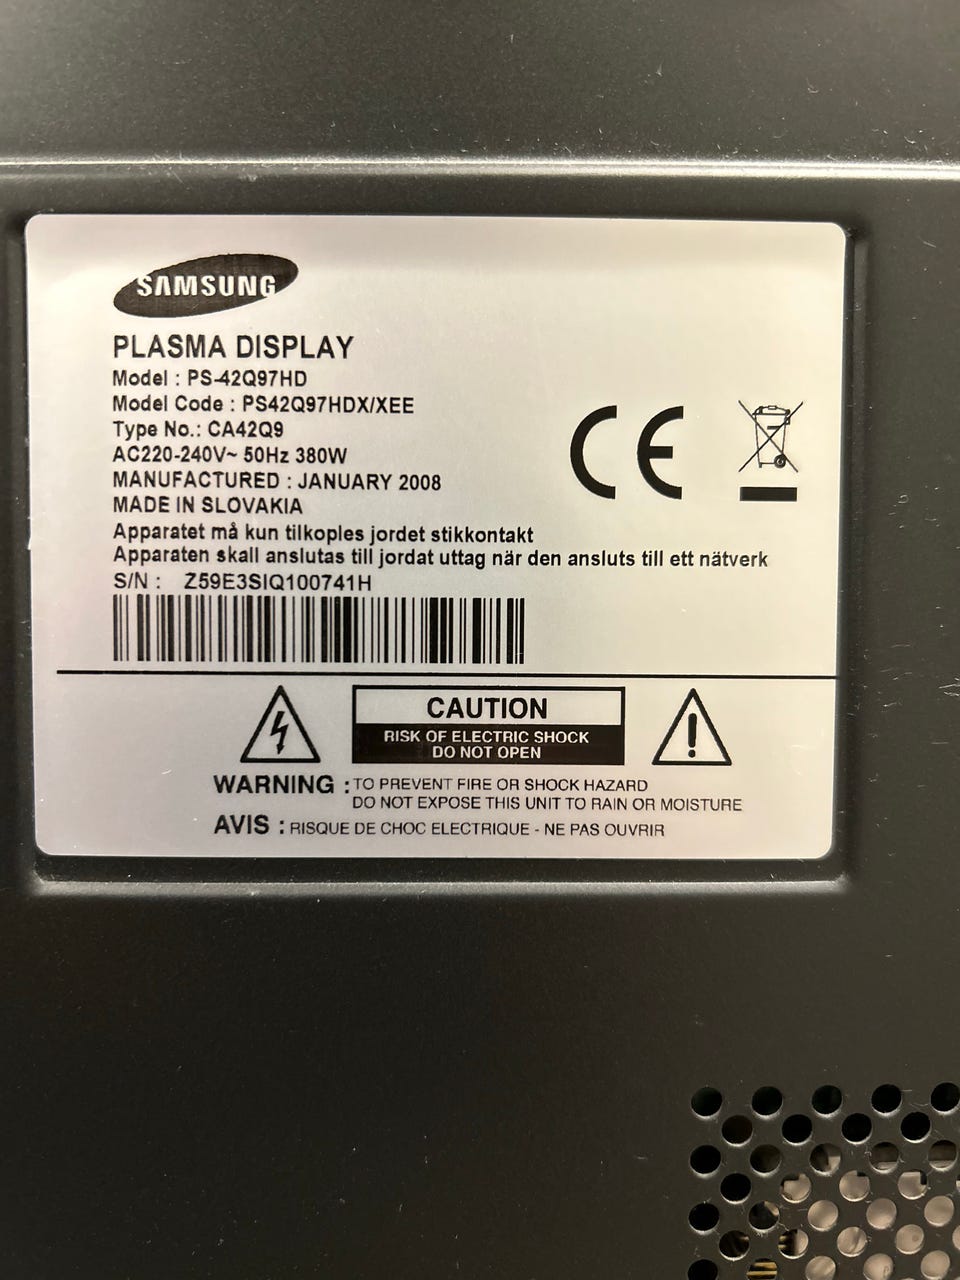 SAMSUNG
PLASMA DISPLAY
Model : PS-42Q97HD
Model Code : PS42Q97HDX/XEE
Type No.: CA42Q9
AC220-240V~ 50Hz 380W
MANUFACTURED : JANUARY 2008
MADE IN SLOVAKIA
Apparatet må kun tilkoples jordet stikkontakt
Apparaten skall anslutas till jordat uttag när den ansluts till ett nätverk
S/N : Z59E3SIQ100741H
CE
CAUTION
RISK OF ELECTRIC SHOCK
DO NOT OPEN
WARNING : TO PREVENT FIRE OR SHOCK HAZARD
DO NOT EXPOSE THIS UNIT TO RAIN OR MOISTURE
AVIS : RISQUE DE CHOC ELECTRIQUE - NE PAS OUVRIR